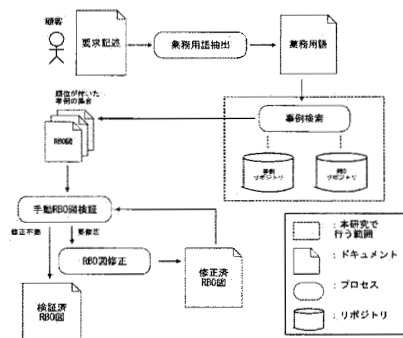 顧客
要求記述
業務用語抽出
業務用語
順位が付いた
事例の集合
RBO図
事例検索
事例
リポジトリ
RBO
リポジトリ
手動RBO図検証
修正不要
要修正
RBO図修正
修正済
RBO図
検証済
RBO図
：本研究で
行う範囲
：ドキュメント
：プロセス
：リポジトリ